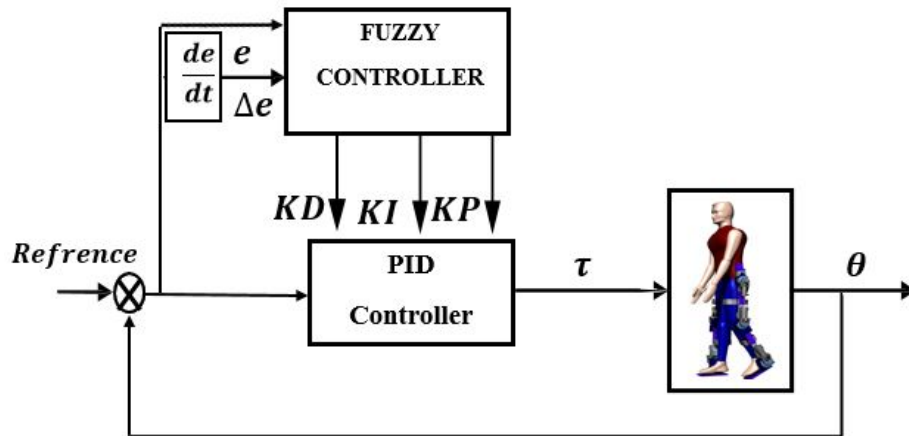 FUZZY
CONTROLLER
de
dt
e
Δe
KD KI KP
Refrence
PID
Controller
τ
θ